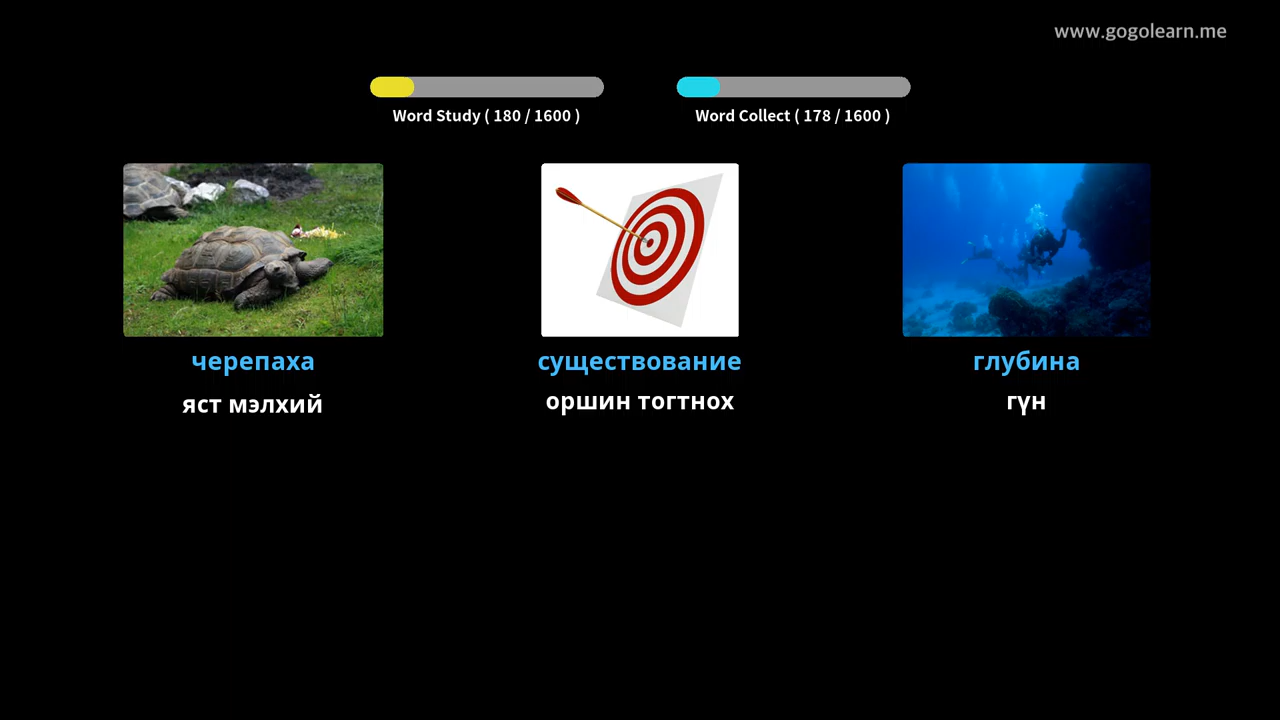 www.gogolearn.me
Word Study ( 180 / 1600 )
Word Collect ( 178 / 1600 )
черепаха
существование
глубина
яст мэлхий
оршин тогтнох
гүн